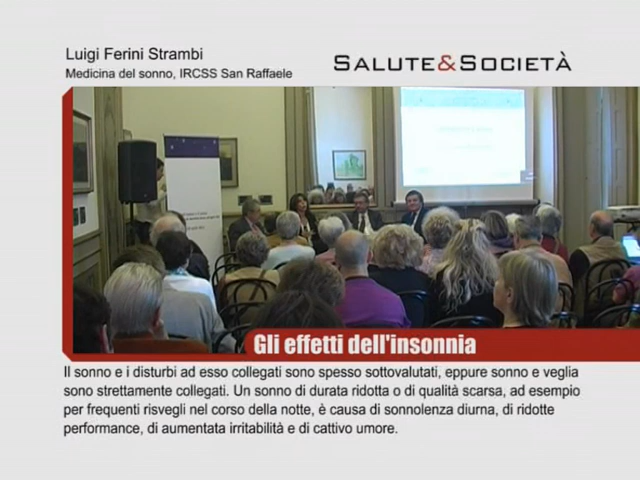 Luigi Ferini Strambi
Medicina del sonno, IRCSS San Raffaele
SALUTE&SOCIETÀ
Gli effetti dell'insonnia
Il sonno e i disturbi ad esso collegati sono spesso sottovalutati, eppure sonno e veglia
sono strettamente collegati. Un sonno di durata ridotta o di qualità scarsa, ad esempio
per frequenti risvegli nel corso della notte, è causa di sonnolenza diurna, di ridotte
performance, di aumentata irritabilità e di cattivo umore.